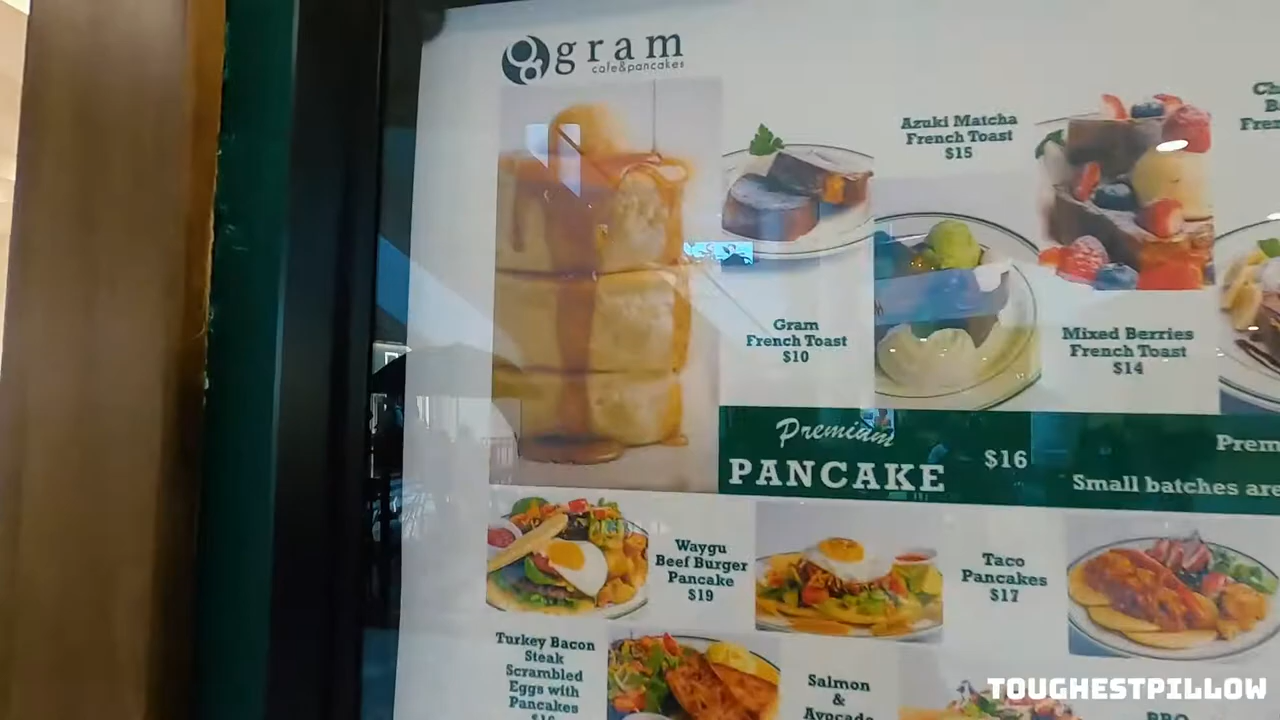 gram
cafe&pancakes
Azuki Matcha
French Toast
$15
Gram
French Toast
$10
Mixed Berries
French Toast
$14
Premium
PANCAKE
$16
Small batches are
Waygu
Beef Burger
Pancake
$19
Taco
Pancakes
$17
Turkey Bacon
Steak
Scrambled
Eggs with
Pancakes
Salmon
&
Avocado
TOUGHESTPILLOW